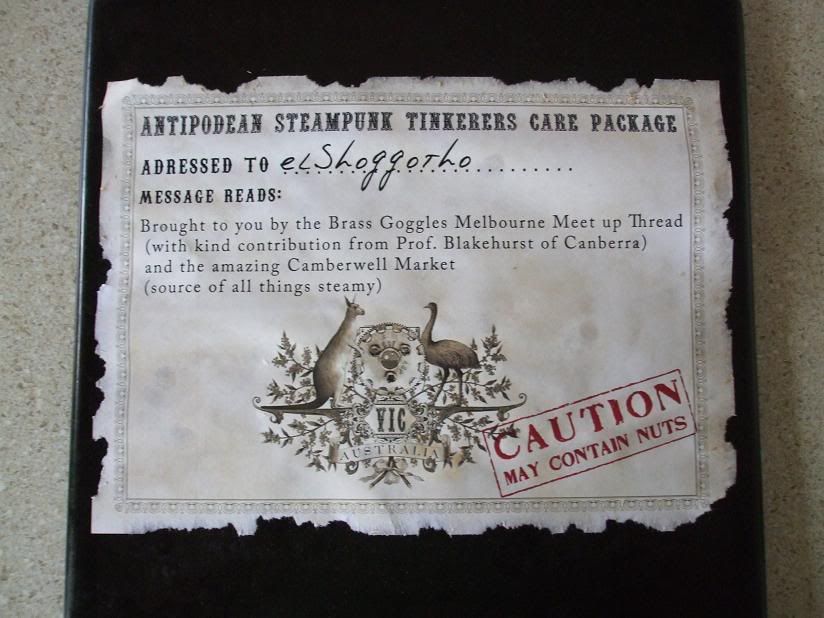 ANTIPODEAN STEAMPUNK TINKERERS CARE PACKAGE
ADRESSED TO eLShoggotho..........
MESSAGE READS:
Brought to you by the Brass Goggles Melbourne Meet up Thread
(with kind contribution from Prof. Blakehurst of Canberra)
and the amazing Camberwell Market
(source of all things steamy)
VIC
AUSTRALIA
CAUTION
MAY CONTAIN NUTS